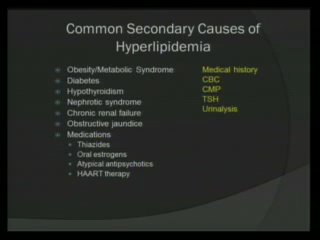 Common Secondary Causes of
Hyperlipidemia
Obesity/Metabolic Syndrome
Diabetes
Hypothyroidism
Nephrotic syndrome
Chronic renal failure
Obstructive jaundice
Medications
Thiazides
Oral estrogens
Atypical antipsychotics
HAART therapy
Medical history
CBC
CMP
TSH
Urinalysis